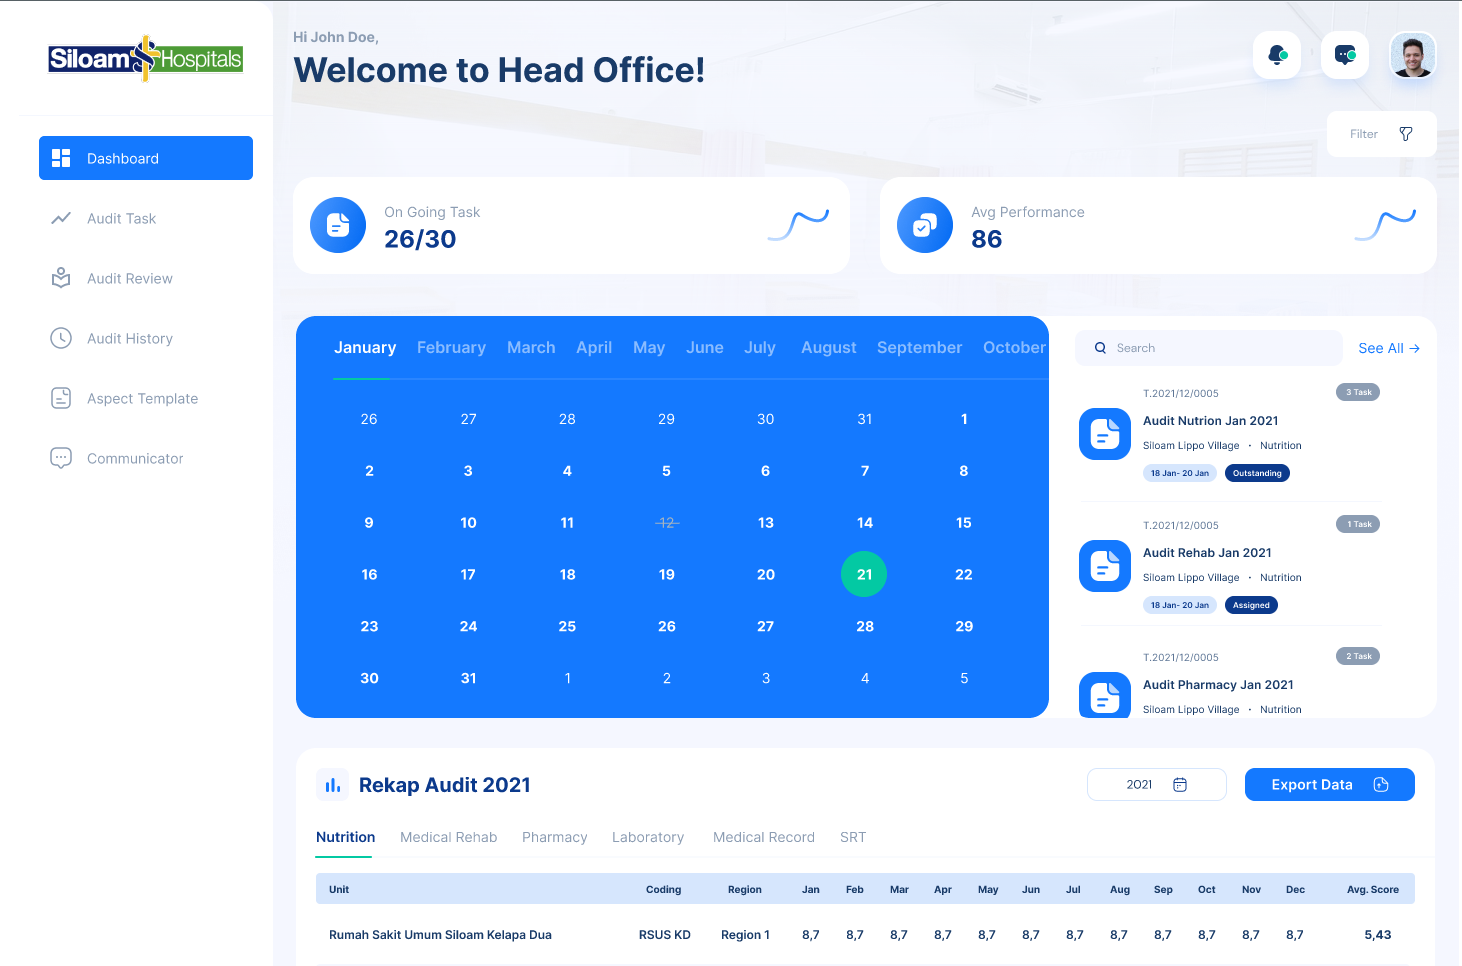 Siloam Hospitals
Hi John Doe,
Welcome to Head Office!
Filter
Dashboard
Audit Task
Audit Review
Audit History
Aspect Template
Communicator
On Going Task
26/30
Avg Performance
86
January February March April May June July August September October
26 27 28 29 30 31 1
2 3 4 5 6 7 8
9 10 11 12 13 14 15
16 17 18 19 20 21 22
23 24 25 26 27 28 29
30 31 1 2 3 4 5
Search
See All →
T.2021/12/0005 3 Task
Audit Nutrion Jan 2021
Siloam Lippo Village • Nutrition
18 Jan- 20 Jan Outstanding
T.2021/12/0005 1 Task
Audit Rehab Jan 2021
Siloam Lippo Village • Nutrition
18 Jan- 20 Jan Assigned
T.2021/12/0005 2 Task
Audit Pharmacy Jan 2021
Siloam Lippo Village • Nutrition
Rekap Audit 2021
2021
Export Data
Nutrition Medical Rehab Pharmacy Laboratory Medical Record SRT
Unit Coding Region Jan Feb Mar Apr May Jun Jul Aug Sep Oct Nov Dec Avg. Score
Rumah Sakit Umum Siloam Kelapa Dua RSUS KD Region 1 8,7 8,7 8,7 8,7 8,7 8,7 8,7 8,7 8,7 8,7 8,7 8,7 5,43